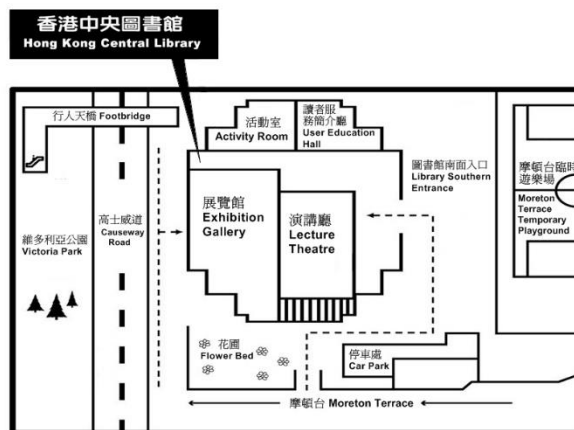 香港中央圖書館
Hong Kong Central Library
行人天橋 Footbridge
活動室
Activity Room
讀者服
務簡介廳
User Education
Hall
圖書館南面入口
Library Southern
Entrance
摩頓台臨時
遊樂場
Moreton
Terrace
Temporary
Playground
維多利亞公園
Victoria Park
高士威道
Causeway
Road
展覽館
Exhibition
Gallery
演講廳
Lecture
Theatre
花圃
Flower Bed
停車處
Car Park
摩頓台 Moreton Terrace